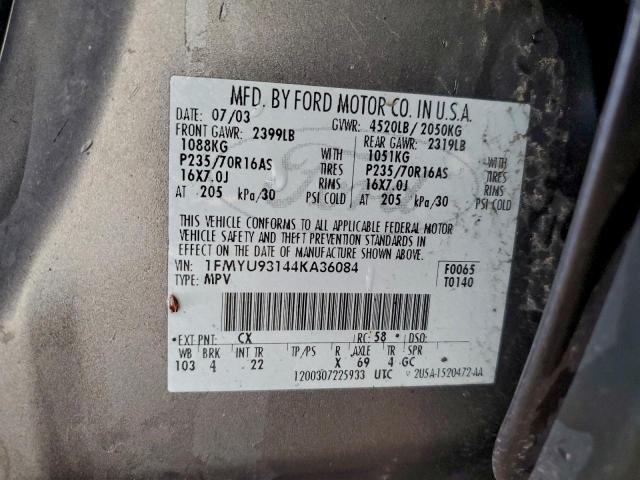 MFD. BY FORD MOTOR CO. IN U.S.A.
DATE: 07/03 GVWR: 4520LB/2050KG
FRONT GAWR: 2399LB REAR GAWR: 2319LB
1088KG WITH 1051KG WITH
P235/70R16AS TIRES P235/70R16AS TIRES
16X7.0J RIMS 16X7.0J RIMS
AT 205 kPa/30 PSI COLD AT 205 kPa/30 PSI COLD
THIS VEHICLE CONFORMS TO ALL APPLICABLE FEDERAL MOTOR
VEHICLE SAFETY AND THEFT PREVENTION STANDARDS IN
EFFECT ON THE DATE OF MANUFACTURE SHOWN ABOVE.
VIN: 1FMYU93144KA36084 F0065
TYPE: MPV T0140
*EXT PNT: CX RC: 58 * DSO:
WB BRK INT TR TP/PS R AXLE TR SPR
103 4 22 X 69 4 GC
1200307225933 UTC 2USA-1520472-AA
Ford